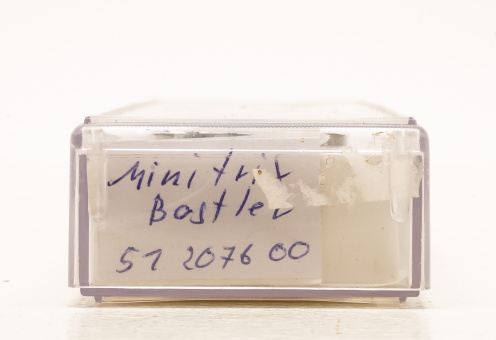 Minitrix
Bastler
51 2076 00